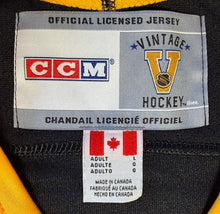 OFFICIAL LICENSED JERSEY
CCM
VINTAGE
V
HOCKEY
CHANDAIL LICENCIÉ OFFICIEL
ADULT L
ADULTE G
ADULTO G
MADE IN CANADA
FABRIQUÉ AU CANADA
HECHO EN CANADA